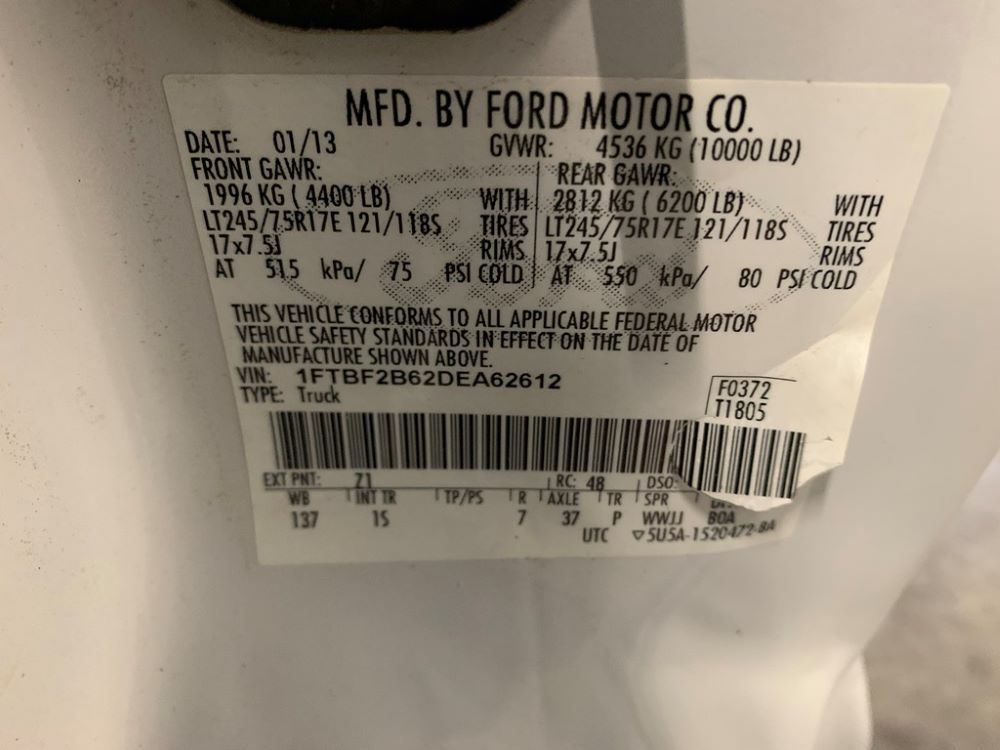 MFD. BY FORD MOTOR CO.
DATE: 01/13 GVWR: 4536 KG (10000 LB)
FRONT GAWR: REAR GAWR:
1996 KG ( 4400 LB) WITH 2812 KG ( 6200 LB) WITH
LT245/75R17E 121/118S TIRES LT245/75R17E 121/118S TIRES
17x7.5J RIMS 17x7.5J RIMS
AT 515 kPa/ 75 PSI COLD AT 550 kPa/ 80 PSI COLD
THIS VEHICLE CONFORMS TO ALL APPLICABLE FEDERAL MOTOR
VEHICLE SAFETY STANDARDS IN EFFECT ON THE DATE OF
MANUFACTURE SHOWN ABOVE.
VIN: 1FTBF2B62DEA62612
TYPE: Truck
F0372
T1805
EXT PNT: Z1 RC: 48 DSO:
WB INT TR TP/PS R AXLE TR SPR
137 1S 7 37 P WWJJ BOA
UTC ▽5U5A-1520472-BA